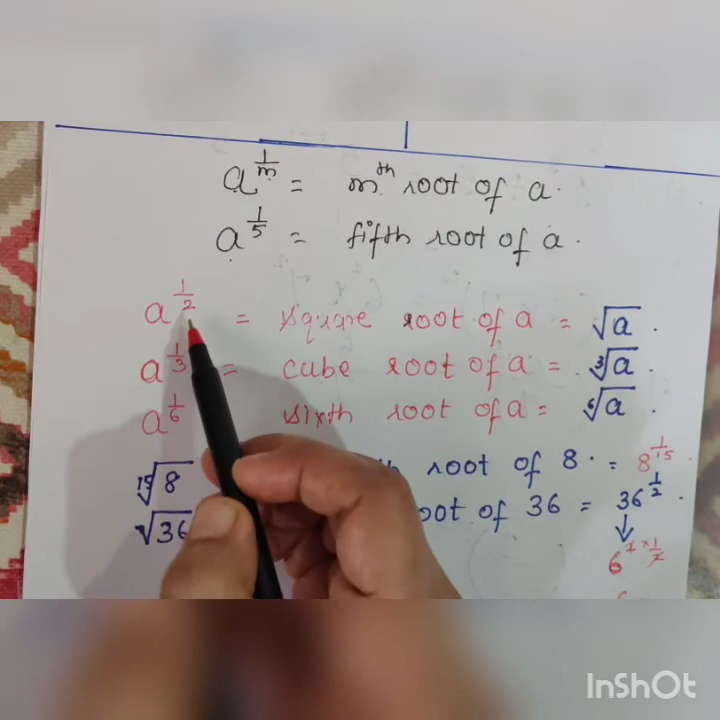 a^(1/m) = mth root of a.
a^(1/5) = fifth root of a.
a^(1/2) = square root of a = √a.
a^(1/3) = cube root of a = ∛a.
a^(1/6) sixth root of a = ⁶√a.
¹⁵√8 root of 8. = 8^(1/15)
√36 of 36 = 36^(1/2).
↓
6^(2×1/2)
InShOt